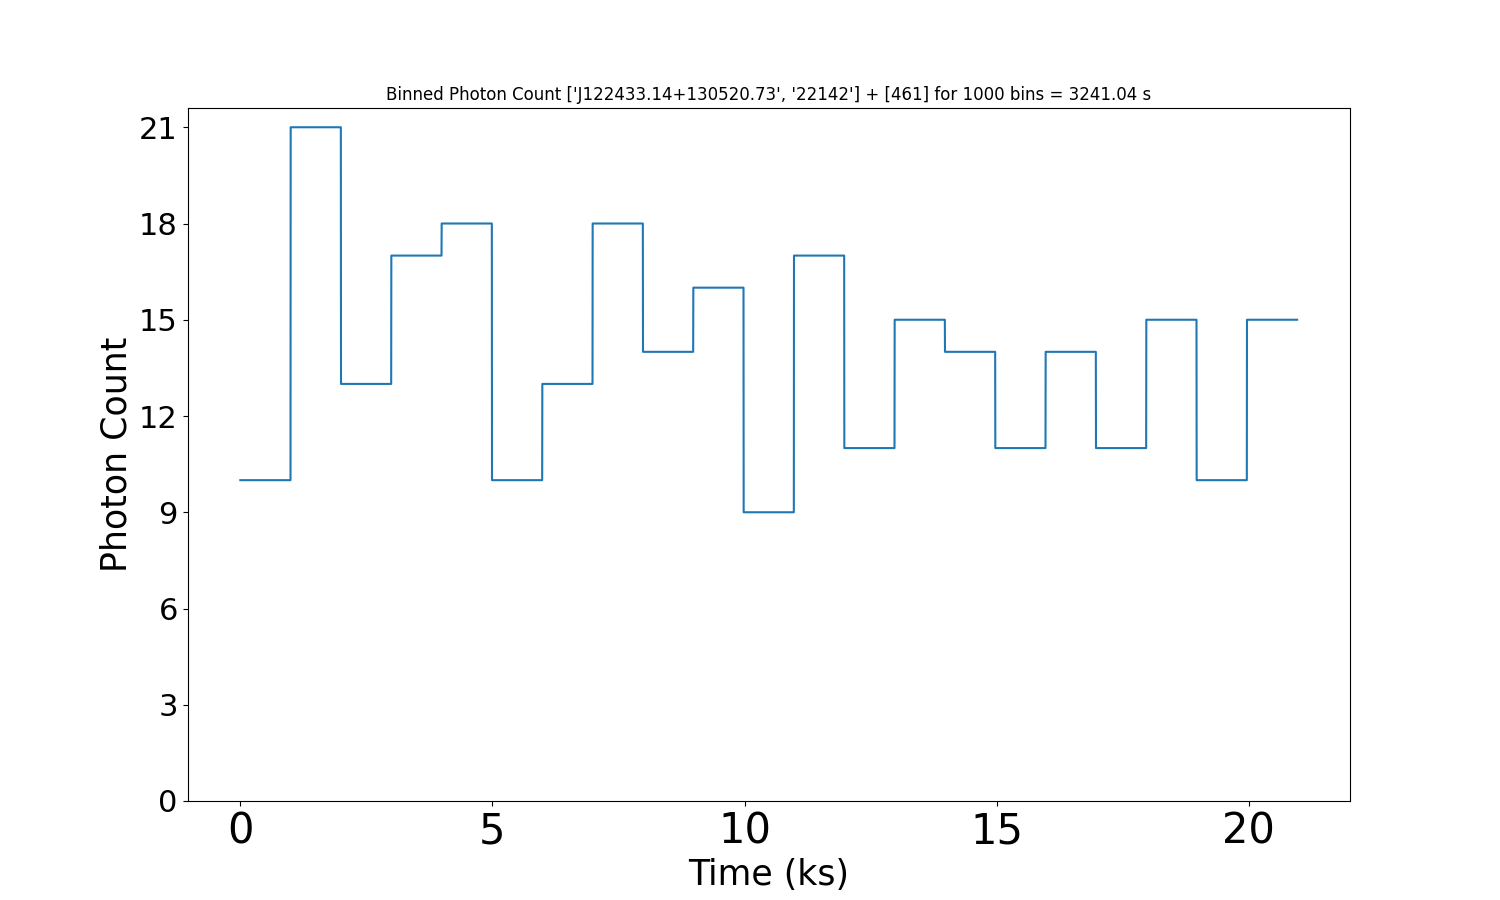 Binned Photon Count ['J122433.14+130520.73', '22142'] + [461] for 1000 bins = 3241.04 s
21
18
15
12
9
6
3
0
Photon Count
0 5 10 15 20
Time (ks)